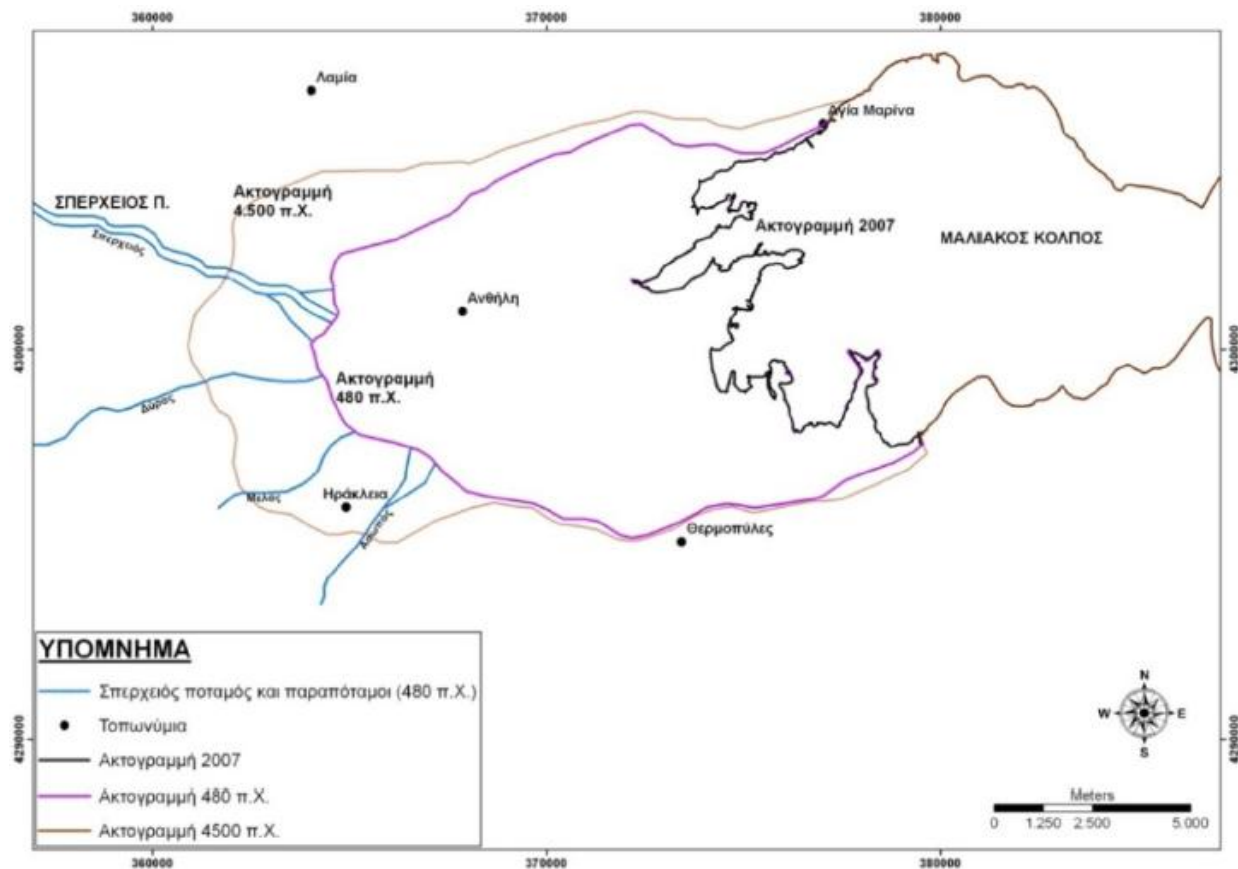 360000 370000 380000
Λαμία
Αγία Μαρίνα
ΣΠΕΡΧΕΙΟΣ Π.
Ακτογραμμή
4.500 π.Χ.
Σπερχειός
Ακτογραμμή 2007
ΜΑΛΙΑΚΟΣ ΚΟΛΠΟΣ
Ανθήλη
4300000
4300000
Ακτογραμμή
480 π.Χ.
Δύρας
Μέλας
Ηράκλεια
Ασωπός
Θερμοπύλες
ΥΠΟΜΝΗΜΑ
Σπερχειός ποταμός και παραπόταμοι (480 π.Χ.)
Τοπωνύμια
Ακτογραμμή 2007
Ακτογραμμή 480 π.Χ.
Ακτογραμμή 4500 π.Χ.
N
W E
S
4290000
4290000
Meters
0 1.250 2.500 5.000
360000 370000 380000